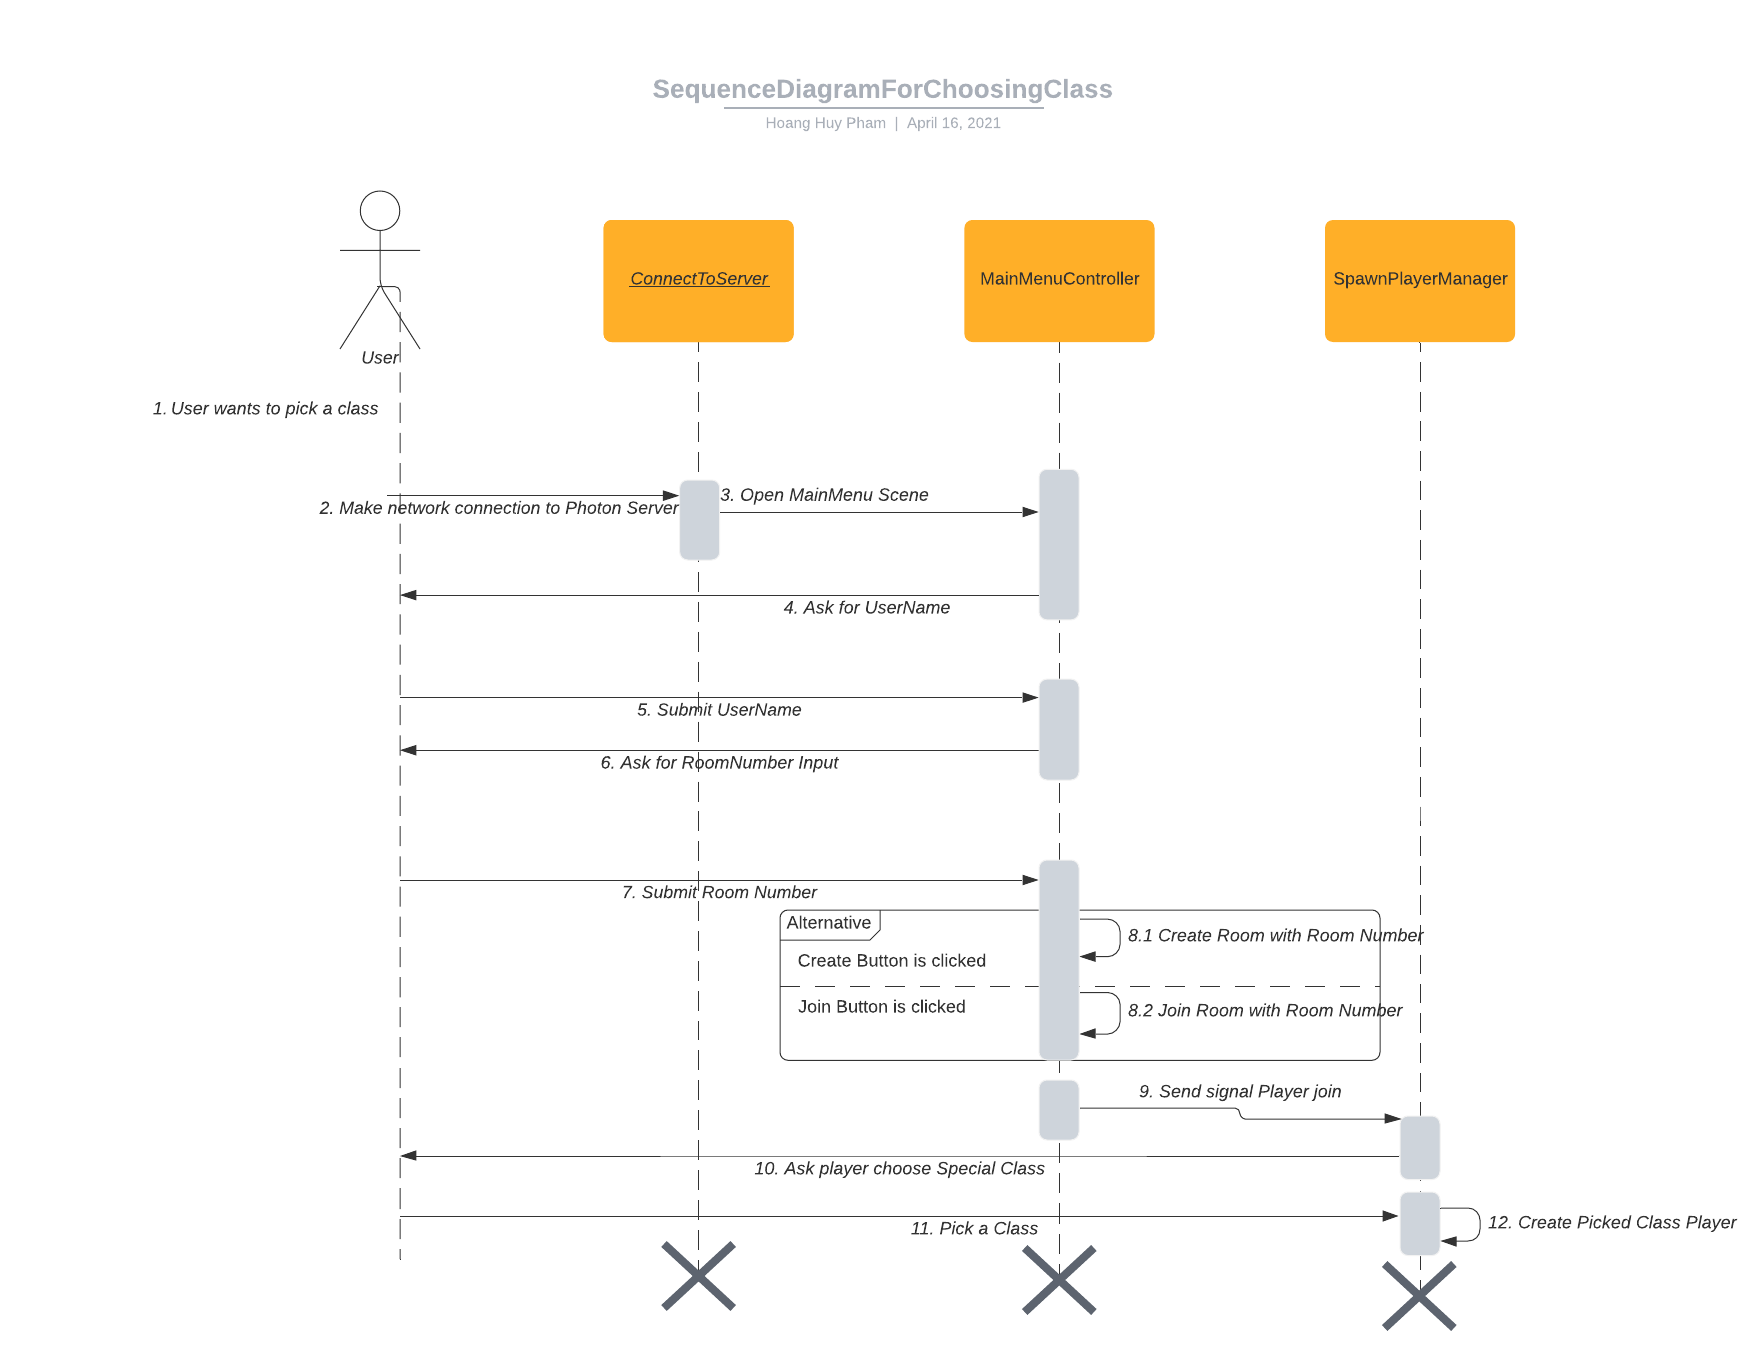 SequenceDiagramForChoosingClass
Hoang Huy Pham | April 16, 2021
ConnectToServer
MainMenuController
SpawnPlayerManager
User
1. User wants to pick a class
3. Open MainMenu Scene
2. Make network connection to Photon Server
4. Ask for UserName
5. Submit UserName
6. Ask for RoomNumber Input
7. Submit Room Number
Alternative
8.1 Create Room with Room Number
Create Button is clicked
Join Button is clicked
8.2 Join Room with Room Number
9. Send signal Player join
10. Ask player choose Special Class
11. Pick a Class
12. Create Picked Class Player